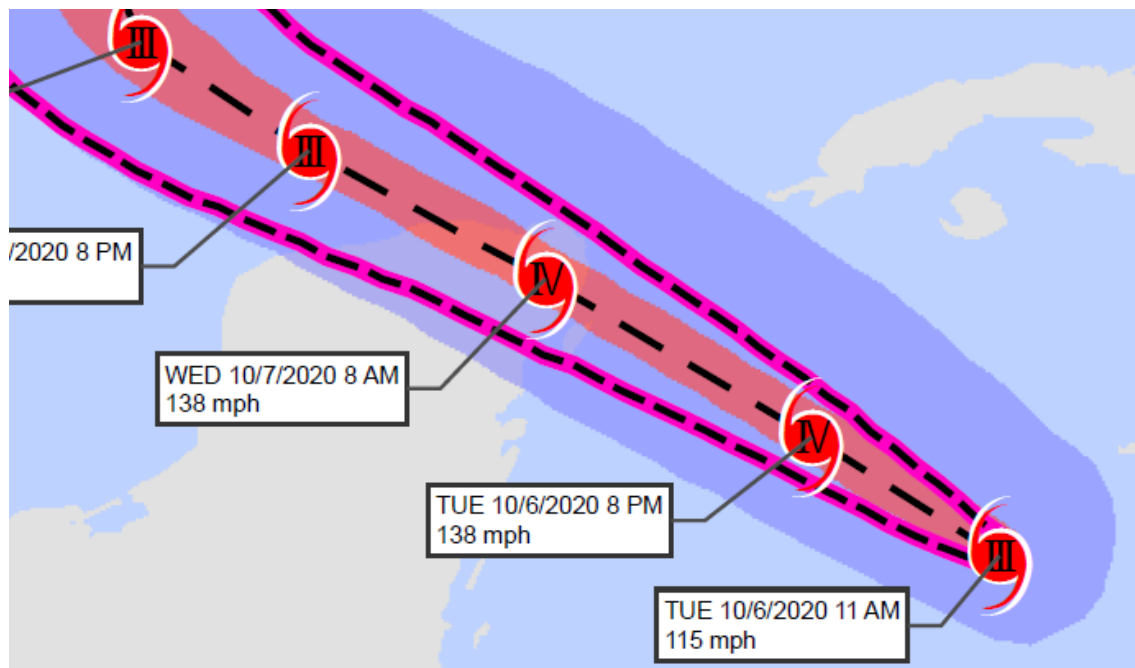 III
III
/2020 8 PM
IV
WED 10/7/2020 8 AM
138 mph
IV
TUE 10/6/2020 8 PM
138 mph
III
TUE 10/6/2020 11 AM
115 mph